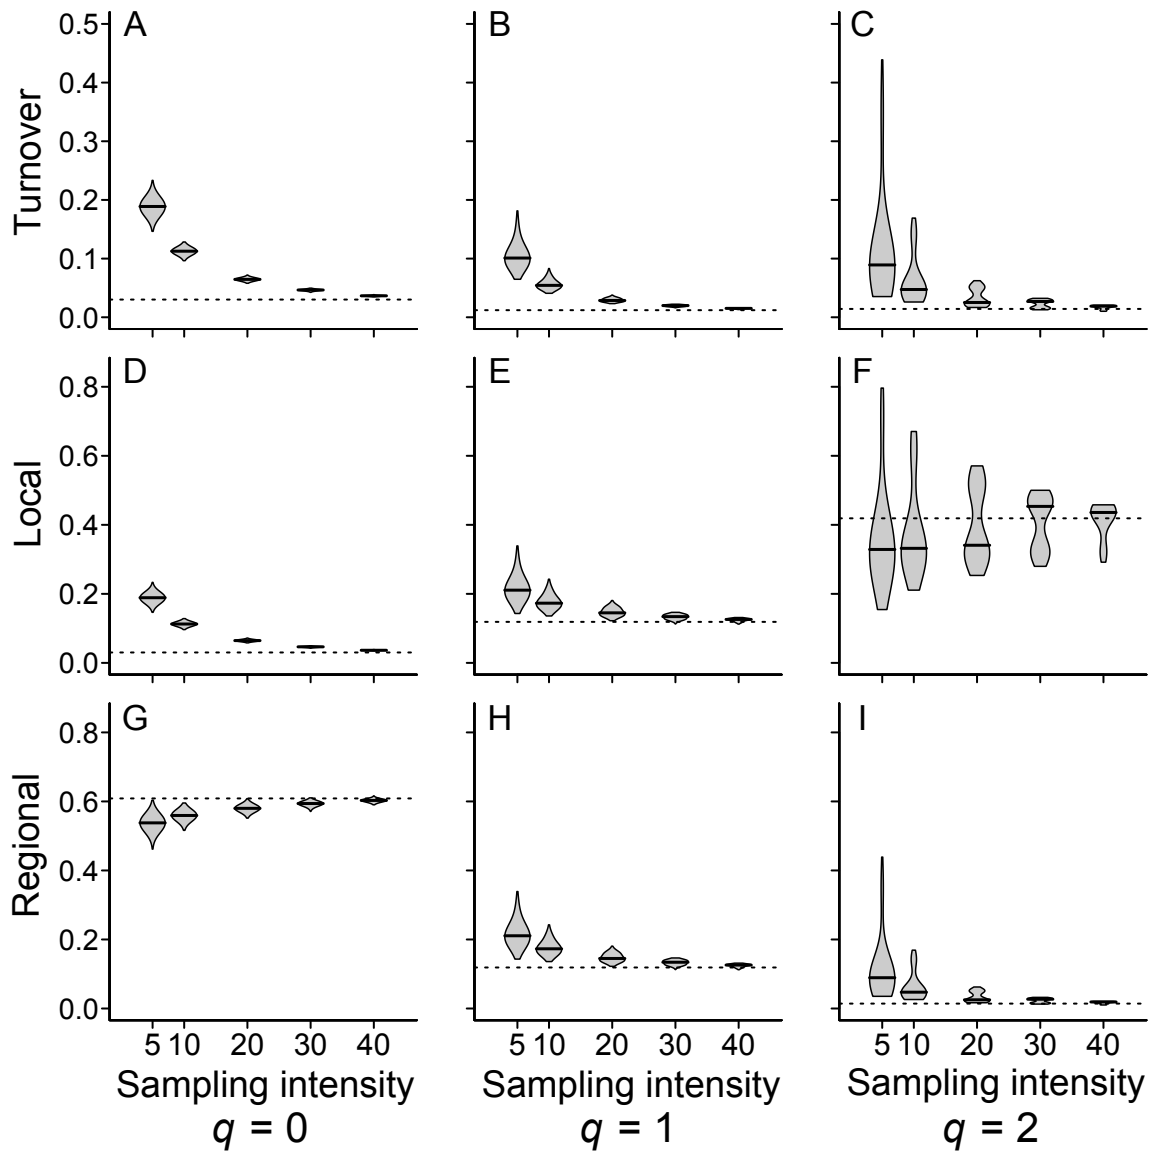 A
B
C
Turnover
0.5
0.4
0.3
0.2
0.1
0.0
D
E
F
Local
0.8
0.6
0.4
0.2
0.0
G
H
I
Regional
0.8
0.6
0.4
0.2
0.0
5 10 20 30 40
5 10 20 30 40
5 10 20 30 40
Sampling intensity
Sampling intensity
Sampling intensity
q = 0
q = 1
q = 2